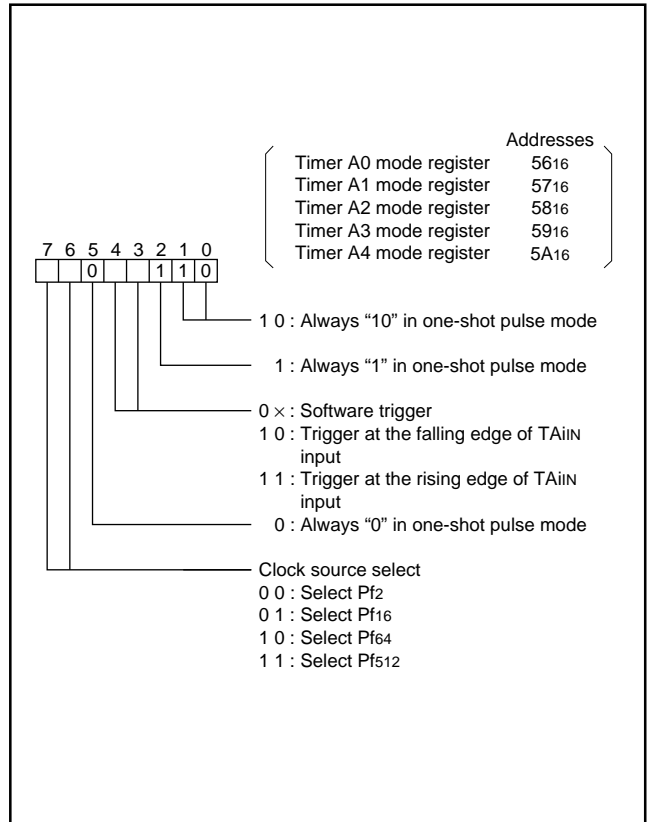 Addresses
Timer A0 mode register 5616
Timer A1 mode register 5716
Timer A2 mode register 5816
Timer A3 mode register 5916
Timer A4 mode register 5A16
7 6 5 4 3 2 1 0
0 1 1 0
1 0 : Always “10” in one-shot pulse mode
1 : Always “1” in one-shot pulse mode
0 × : Software trigger
1 0 : Trigger at the falling edge of TAiIN
input
1 1 : Trigger at the rising edge of TAiIN
input
0 : Always “0” in one-shot pulse mode
Clock source select
0 0 : Select Pf2
0 1 : Select Pf16
1 0 : Select Pf64
1 1 : Select Pf512